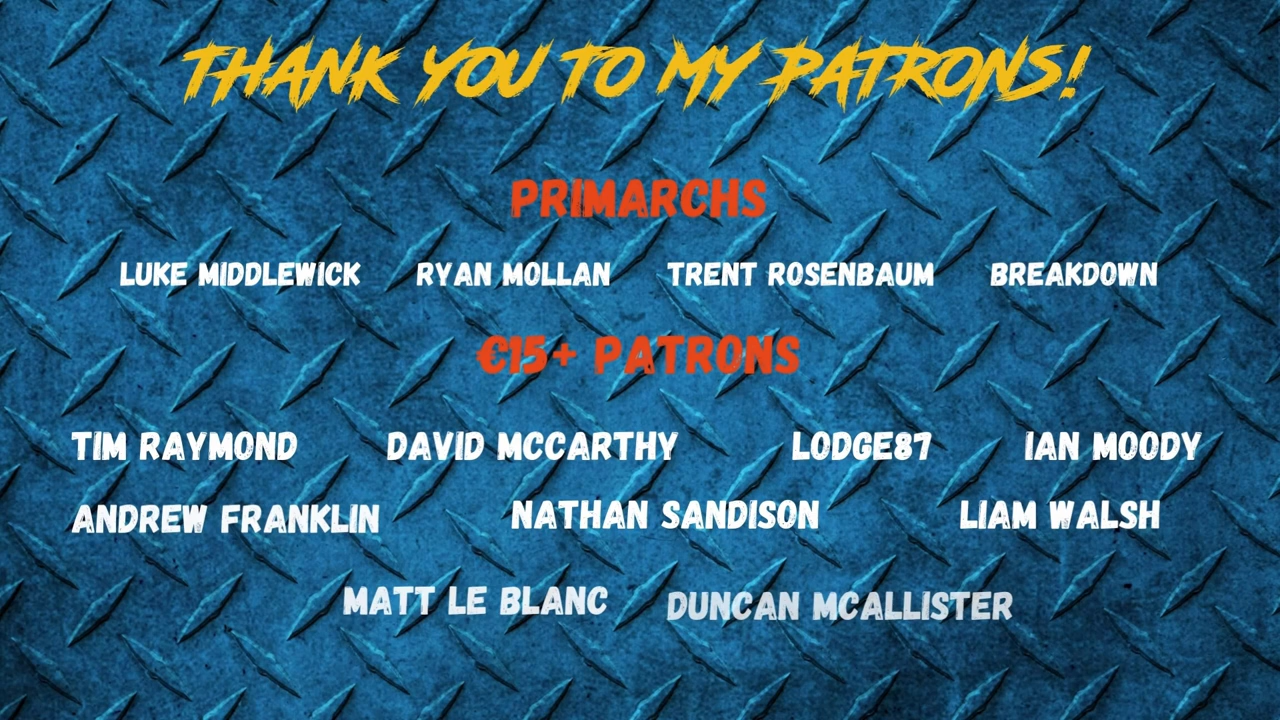 THANK YOU TO MY PATRONS!
PRIMARCHS
LUKE MIDDLEWICK RYAN MOLLAN TRENT ROSENBAUM BREAKDOWN
€15+ PATRONS
TIM RAYMOND DAVID MCCARTHY LODGE87 IAN MOODY
ANDREW FRANKLIN NATHAN SANDISON LIAM WALSH
MATT LE BLANC DUNCAN MCALLISTER